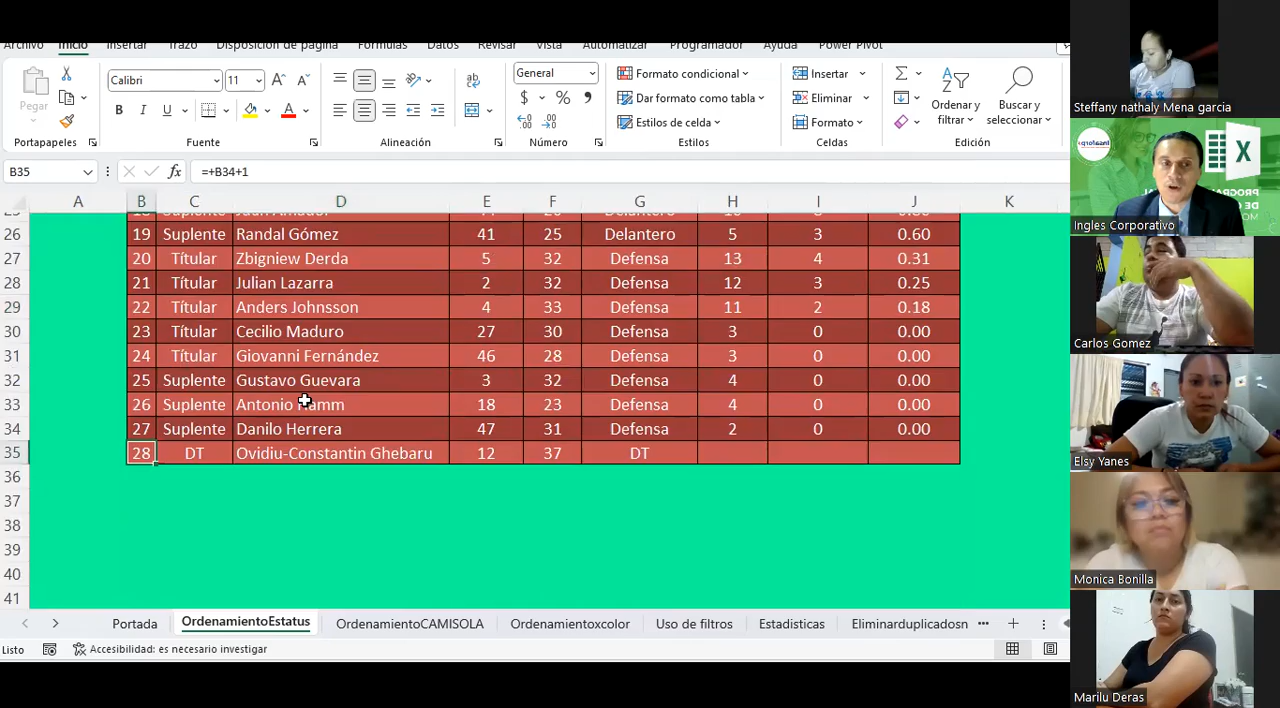 Archivo Inicio Insertar Trazo Disposición de página Fórmulas Datos Revisar Vista Automatizar Programador Ayuda Power Pivot
Pegar
Portapapeles
Calibri 11
N K S
Fuente
Alineación
General
$ % ,
Número
Formato condicional
Dar formato como tabla
Estilos de celda
Estilos
Insertar
Eliminar
Formato
Celdas
Ordenar y filtrar
Buscar y seleccionar
Edición
B35 fx =+B34+1
A B C D E F G H I J K
26 19 Suplente Randal Gómez 41 25 Delantero 5 3 0.60
27 20 Títular Zbigniew Derda 5 32 Defensa 13 4 0.31
28 21 Títular Julian Lazarra 2 32 Defensa 12 3 0.25
29 22 Títular Anders Johnsson 4 33 Defensa 11 2 0.18
30 23 Títular Cecilio Maduro 27 30 Defensa 3 0 0.00
31 24 Títular Giovanni Fernández 46 28 Defensa 3 0 0.00
32 25 Suplente Gustavo Guevara 3 32 Defensa 4 0 0.00
33 26 Suplente Antonio 18 23 Defensa 4 0 0.00
34 27 Suplente Danilo Herrera 47 31 Defensa 2 0 0.00
35 28 DT Ovidiu-Constantin Ghebaru 12 37 DT
36
37
38
39
40
41
Portada OrdenamientoEstatus OrdenamientoCAMISOLA Ordenamientoxcolor Uso de filtros Estadisticas Eliminarduplicadosn
Listo Accesibilidad: es necesario investigar
Steffany nathaly Mena garcia
Ingles Corporativo
Carlos Gomez
Elsy Yanes
Monica Bonilla
Marilu Deras